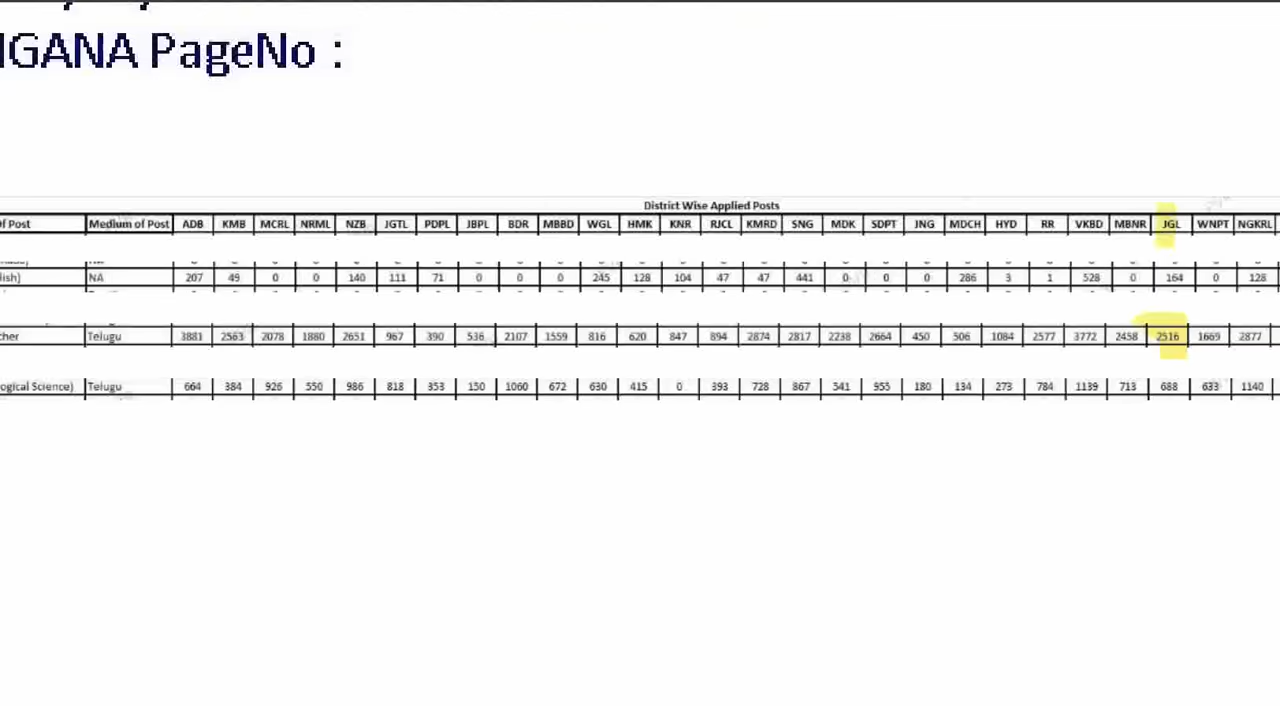 NGANA PageNo :
District Wise Applied Posts
Of Post Medium of Post ADB KMB MCRL NRML NZB JGTL PDPL JBPL BDR MBBD WGL HMK KNR RJCL KMRD SNG MDK SDPT JNG MDCH HYD RR VKBD MBNR JGL WNPT NGKRL
lish) NA 207 49 0 0 140 111 71 0 0 0 245 128 104 47 47 441 0 0 0 286 3 1 528 0 164 0 128
cher Telugu 3881 2563 2078 1880 2651 967 390 536 2107 1559 816 620 847 894 2874 2817 2238 2664 450 506 1084 2577 3772 2458 2516 1669 2877
ogical Science) Telugu 664 384 926 550 986 818 353 150 1060 672 630 415 0 393 728 867 541 955 180 134 273 784 1139 713 688 633 1140